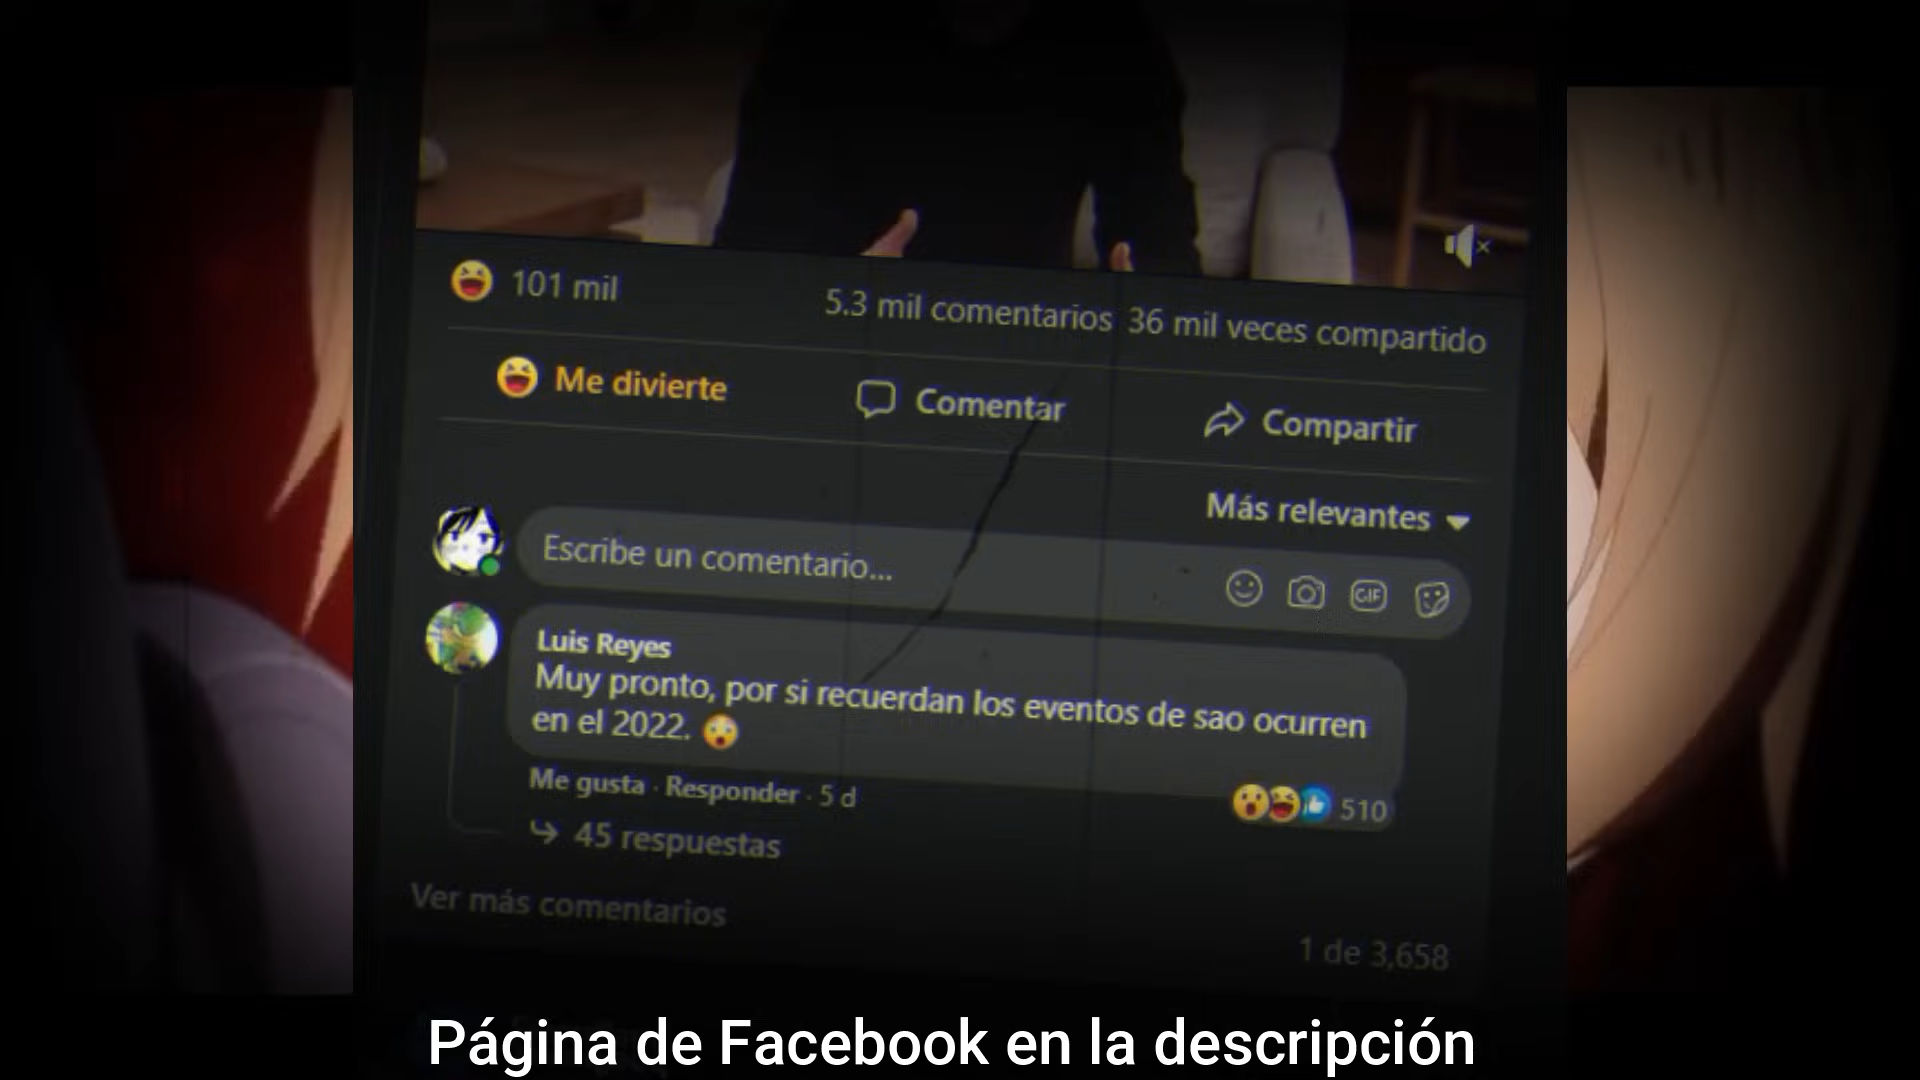 101 mil
5.3 mil comentarios 36 mil veces compartido
Me divierte
Comentar
Compartir
Más relevantes
Escribe un comentario...
GIF
Luis Reyes
Muy pronto, por si recuerdan los eventos de sao ocurren
en el 2022.
Me gusta · Responder · 5 d
510
45 respuestas
Ver más comentarios
1 de 3,658
Página de Facebook en la descripción